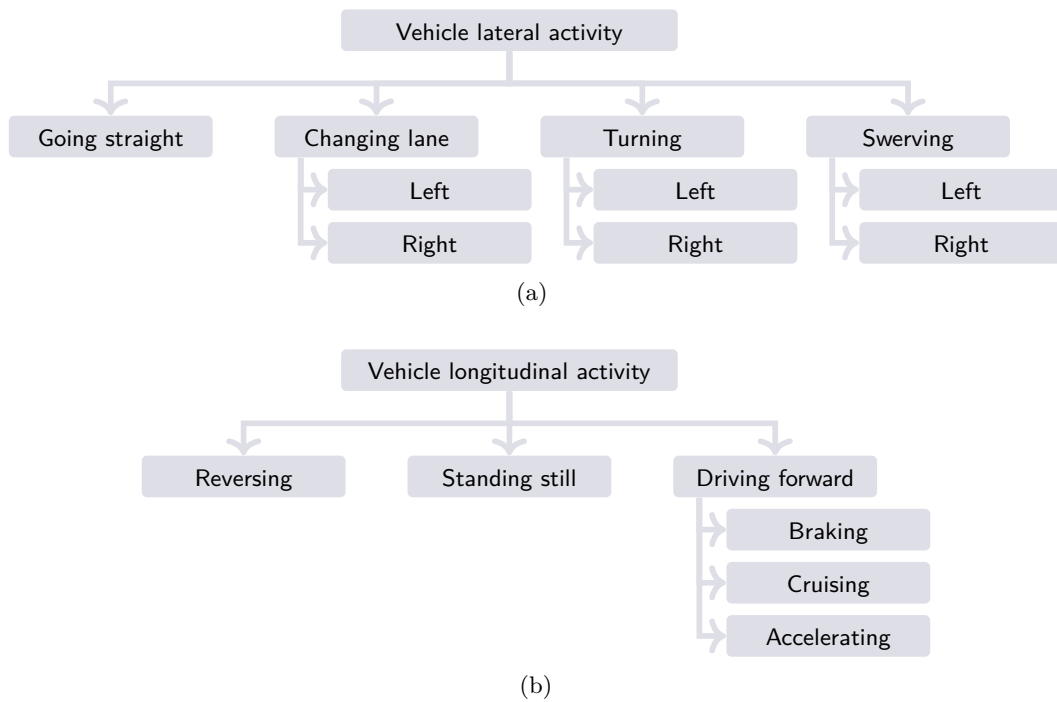 Vehicle lateral activity
Going straight
Changing lane
Turning
Swerving
Left
Left
Left
Right
Right
Right
(a)
Vehicle longitudinal activity
Reversing
Standing still
Driving forward
Braking
Cruising
Accelerating
(b)